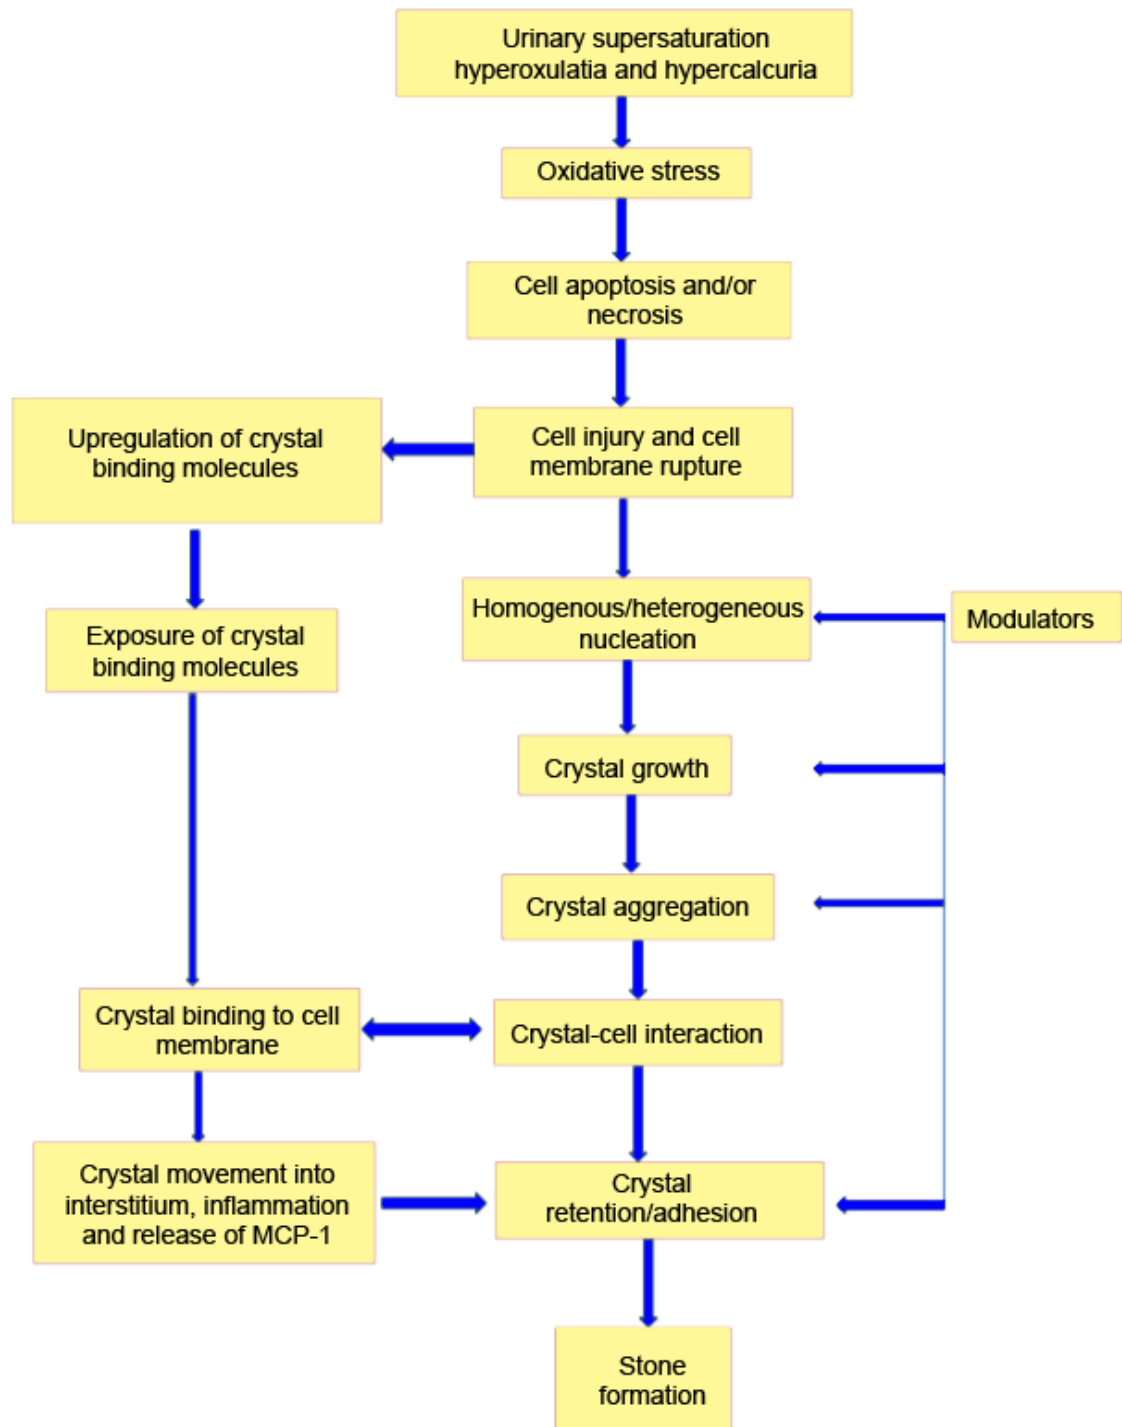 Urinary supersaturation
hyperoxulatia and hypercalcuria
Oxidative stress
Cell apoptosis and/or
necrosis
Upregulation of crystal
binding molecules
Cell injury and cell
membrane rupture
Exposure of crystal
binding molecules
Homogenous/heterogeneous
nucleation
Modulators
Crystal growth
Crystal aggregation
Crystal binding to cell
membrane
Crystal-cell interaction
Crystal movement into
interstitium, inflammation
and release of MCP-1
Crystal
retention/adhesion
Stone
formation